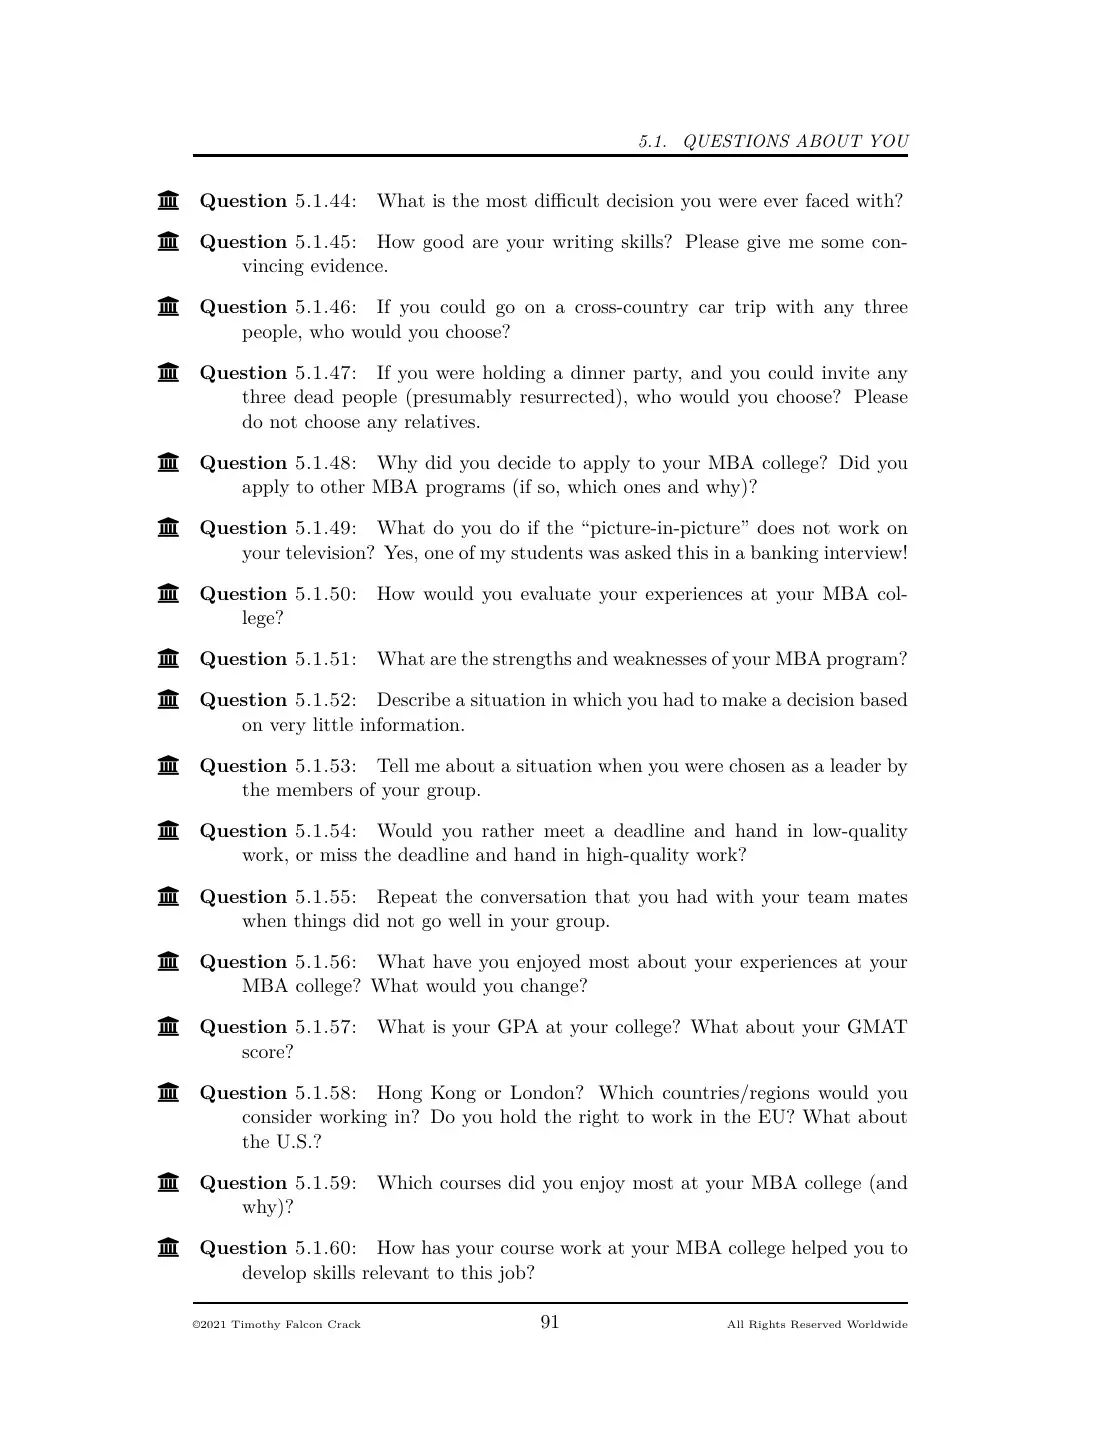 5.1. QUESTIONS ABOUT YOU
Question 5.1.44: What is the most difficult decision you were ever faced with?
Question 5.1.45: How good are your writing skills? Please give me some con-
vincing evidence.
Question 5.1.46: If you could go on a cross-country car trip with any three
people, who would you choose?
Question 5.1.47: If you were holding a dinner party, and you could invite any
three dead people (presumably resurrected), who would you choose? Please
do not choose any relatives.
Question 5.1.48: Why did you decide to apply to your MBA college? Did you
apply to other MBA programs (if so, which ones and why)?
Question 5.1.49: What do you do if the “picture-in-picture” does not work on
your television? Yes, one of my students was asked this in a banking interview!
Question 5.1.50: How would you evaluate your experiences at your MBA col-
lege?
Question 5.1.51: What are the strengths and weaknesses of your MBA program?
Question 5.1.52: Describe a situation in which you had to make a decision based
on very little information.
Question 5.1.53: Tell me about a situation when you were chosen as a leader by
the members of your group.
Question 5.1.54: Would you rather meet a deadline and hand in low-quality
work, or miss the deadline and hand in high-quality work?
Question 5.1.55: Repeat the conversation that you had with your team mates
when things did not go well in your group.
Question 5.1.56: What have you enjoyed most about your experiences at your
MBA college? What would you change?
Question 5.1.57: What is your GPA at your college? What about your GMAT
score?
Question 5.1.58: Hong Kong or London? Which countries/regions would you
consider working in? Do you hold the right to work in the EU? What about
the U.S.?
Question 5.1.59: Which courses did you enjoy most at your MBA college (and
why)?
Question 5.1.60: How has your course work at your MBA college helped you to
develop skills relevant to this job?
©2021 Timothy Falcon Crack 91 All Rights Reserved Worldwide